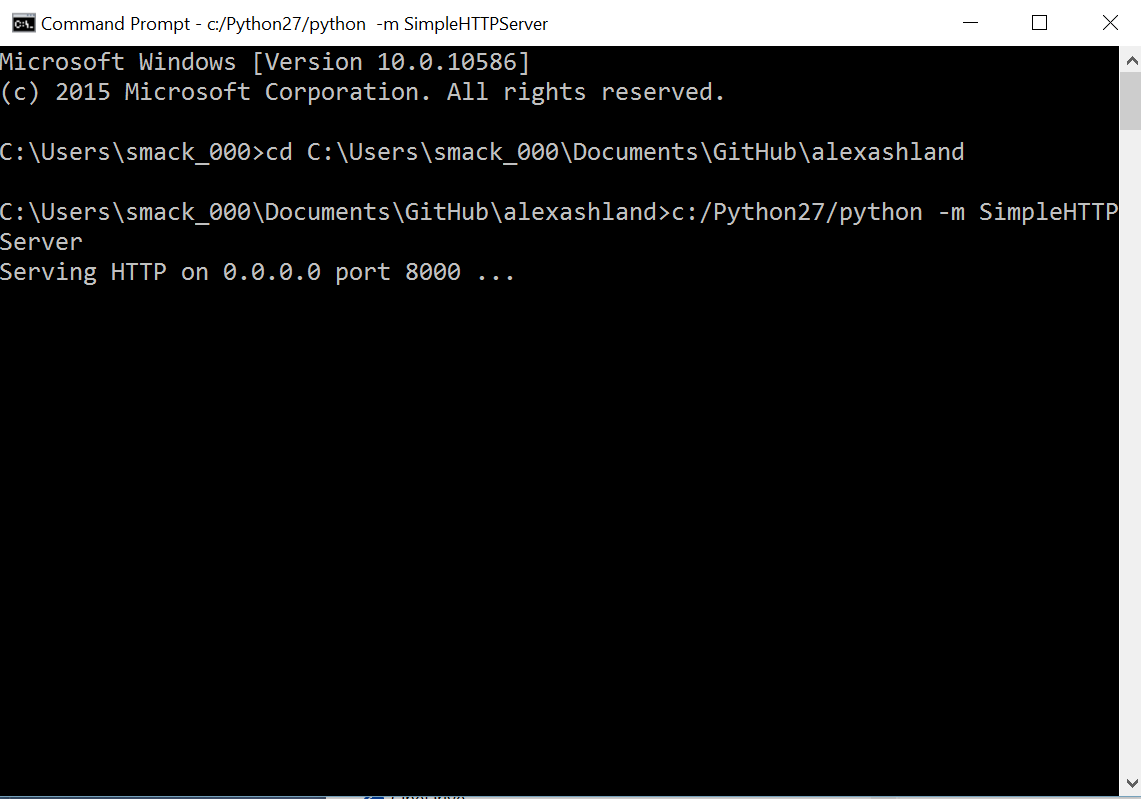 Command Prompt - c:/Python27/python  -m SimpleHTTPServer
Microsoft Windows [Version 10.0.10586]
(c) 2015 Microsoft Corporation. All rights reserved.
C:\Users\smack_000>cd C:\Users\smack_000\Documents\GitHub\alexashland
C:\Users\smack_000\Documents\GitHub\alexashland>c:/Python27/python -m SimpleHTTP
Server
Serving HTTP on 0.0.0.0 port 8000 ...